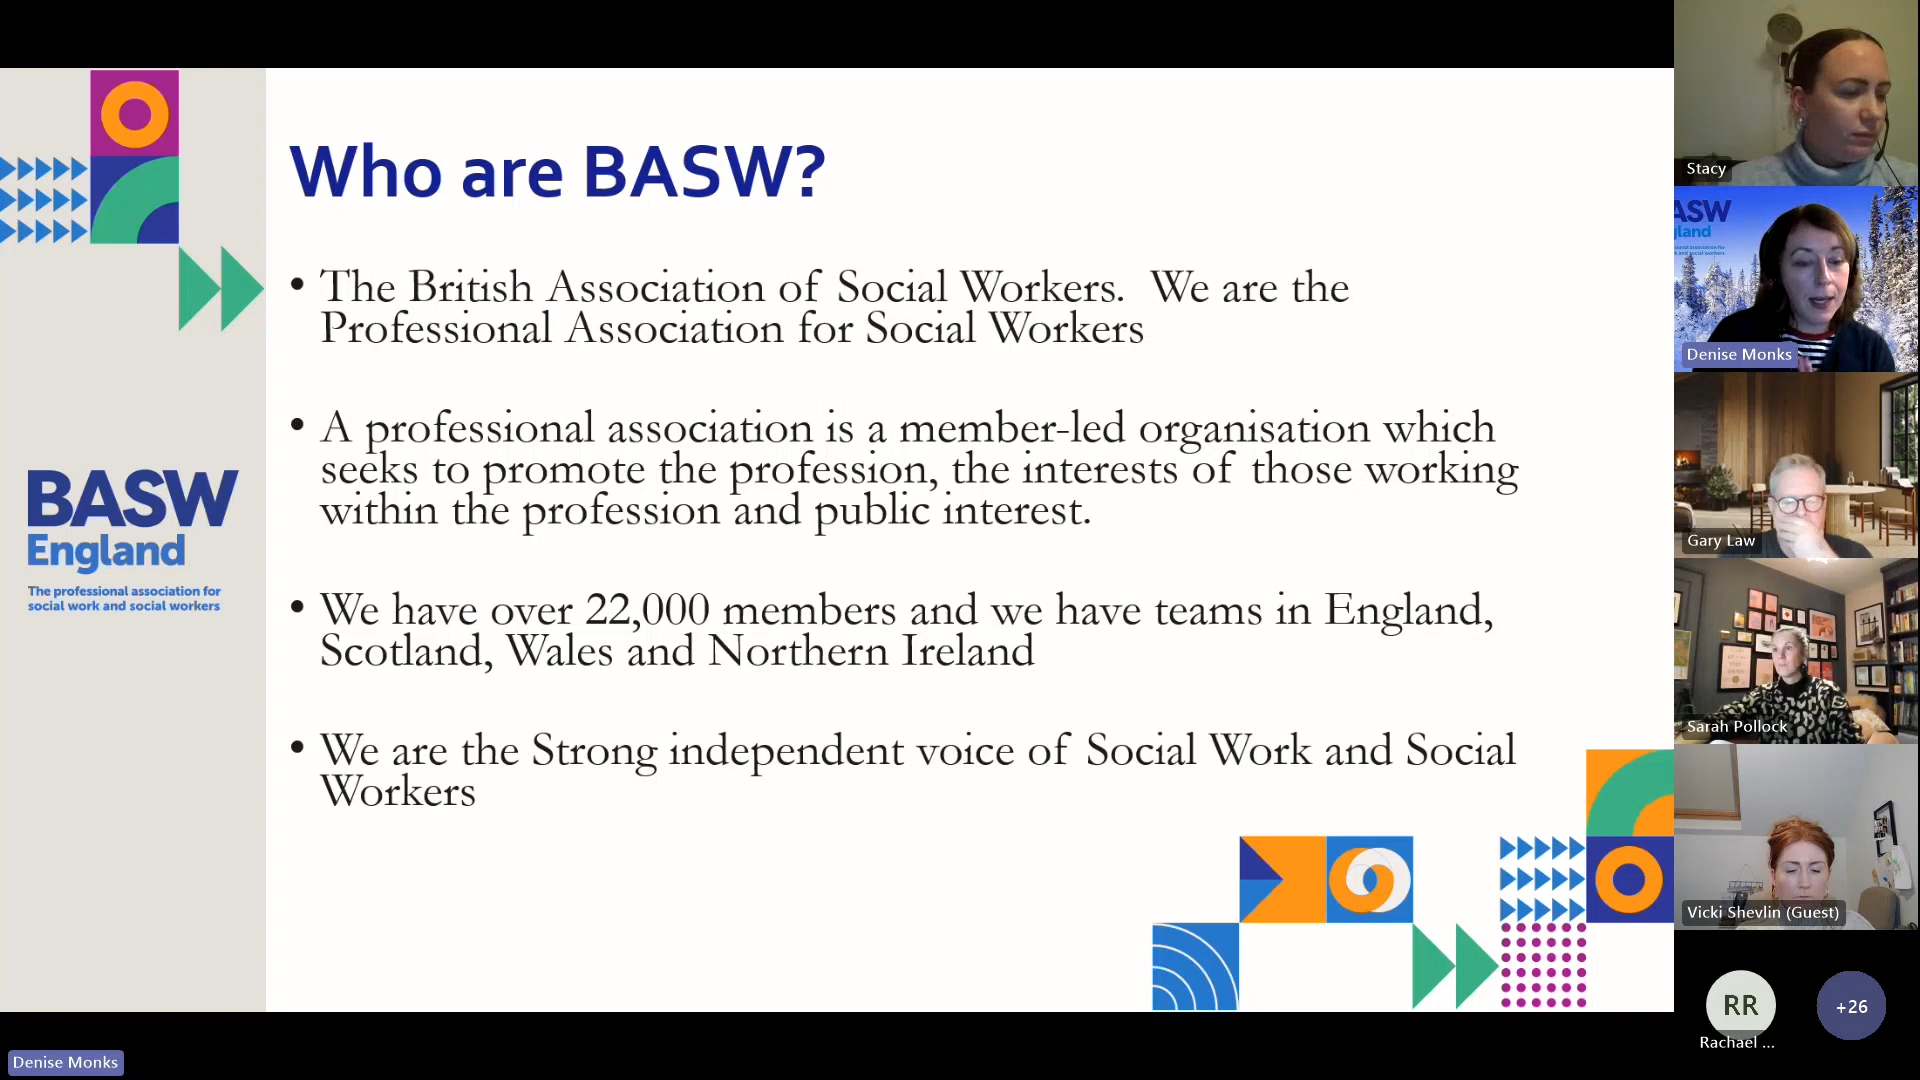 Who are BASW?
• The British Association of Social Workers.  We are the
Professional Association for Social Workers
• A professional association is a member-led organisation which
seeks to promote the profession, the interests of those working
within the profession and public interest.
• We have over 22,000 members and we have teams in England,
Scotland, Wales and Northern Ireland
• We are the Strong independent voice of Social Work and Social
Workers
BASW
England
The professional association for
social work and social workers
Stacy
ASW
gland
Denise Monks
Gary Law
Sarah Pollock
Vicki Shevlin (Guest)
RR
Rachael ...
+26
Denise Monks